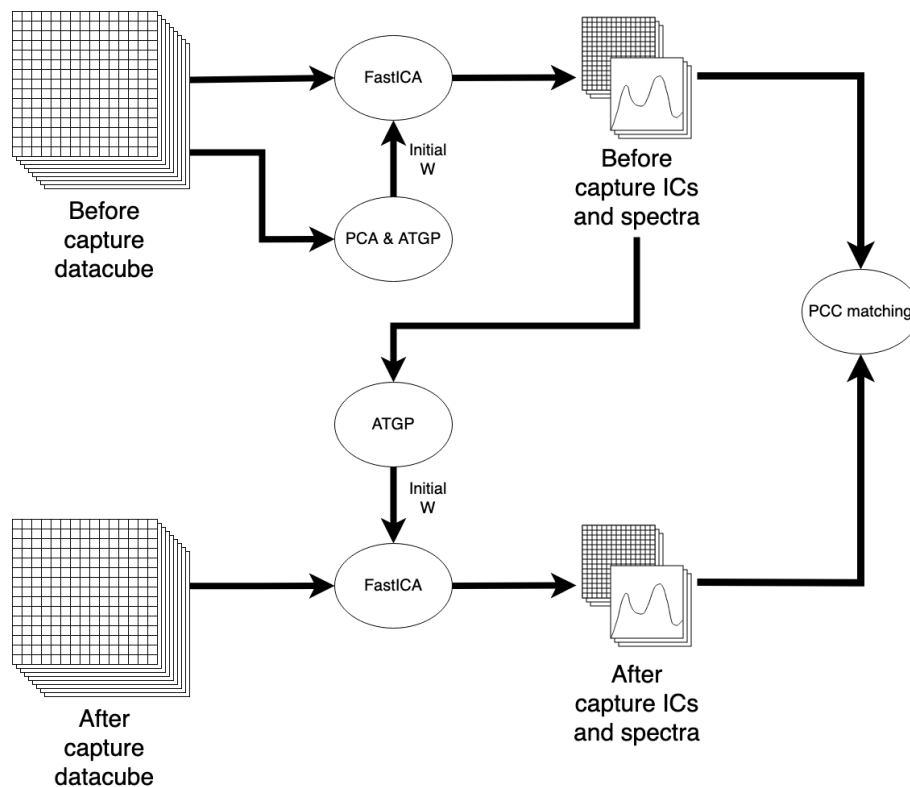 FastICA
Initial
W
PCA & ATGP
Before
capture
datacube
Before
capture ICs
and spectra
PCC matching
ATGP
Initial
W
FastICA
After
capture
datacube
After
capture ICs
and spectra